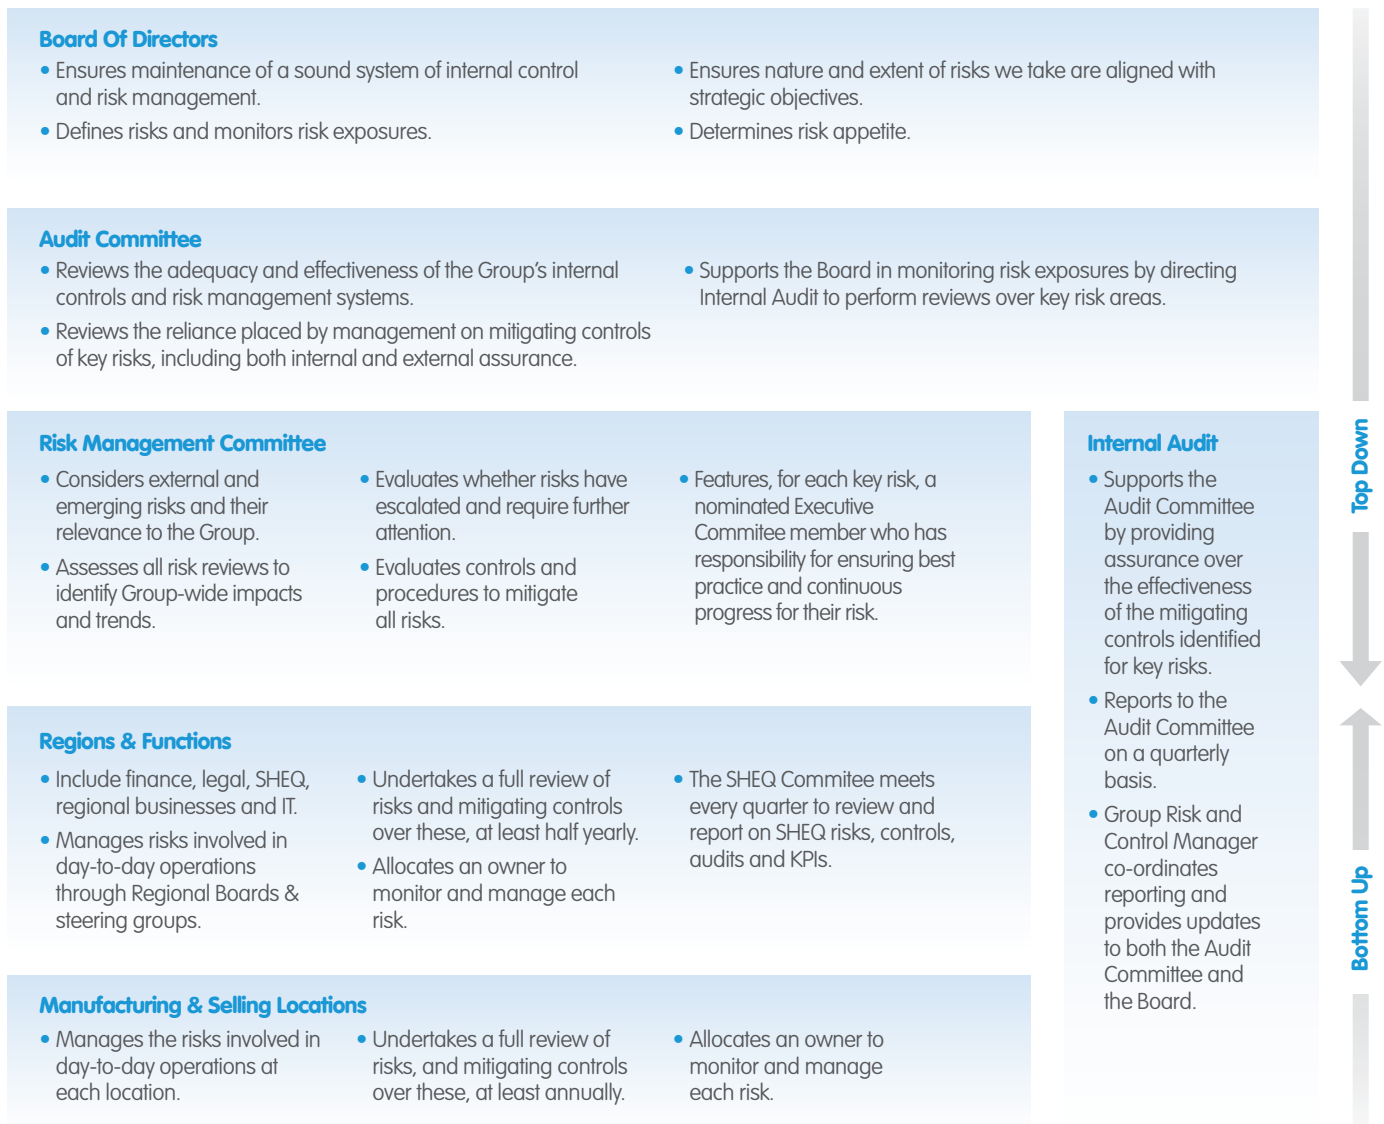 Board Of Directors
• Ensures maintenance of a sound system of internal control
and risk management.
• Defines risks and monitors risk exposures.
• Ensures nature and extent of risks we take are aligned with
strategic objectives.
• Determines risk appetite.
Audit Committee
• Reviews the adequacy and effectiveness of the Group's internal
controls and risk management systems.
• Reviews the reliance placed by management on mitigating controls
of key risks, including both internal and external assurance.
• Supports the Board in monitoring risk exposures by directing
Internal Audit to perform reviews over key risk areas.
Risk Management Committee
• Considers external and
emerging risks and their
relevance to the Group.
• Assesses all risk reviews to
identify Group-wide impacts
and trends.
• Evaluates whether risks have
escalated and require further
attention.
• Evaluates controls and
procedures to mitigate
all risks.
• Features, for each key risk, a
nominated Executive
Commitee member who has
responsibility for ensuring best
practice and continuous
progress for their risk.
Internal Audit
• Supports the
Audit Committee
by providing
assurance over
the effectiveness
of the mitigating
controls identified
for key risks.
• Reports to the
Audit Committee
on a quarterly
basis.
• Group Risk and
Control Manager
co-ordinates
reporting and
provides updates
to both the Audit
Committee and
the Board.
Regions & Functions
• Include finance, legal, SHEQ,
regional businesses and IT.
• Manages risks involved in
day-to-day operations
through Regional Boards &
steering groups.
• Undertakes a full review of
risks and mitigating controls
over these, at least half yearly.
• Allocates an owner to
monitor and manage each
risk.
• The SHEQ Commitee meets
every quarter to review and
report on SHEQ risks, controls,
audits and KPIs.
Manufacturing & Selling Locations
• Manages the risks involved in
day-to-day operations at
each location.
• Undertakes a full review of
risks, and mitigating controls
over these, at least annually.
• Allocates an owner to
monitor and manage
each risk.
Top Down
Bottom Up